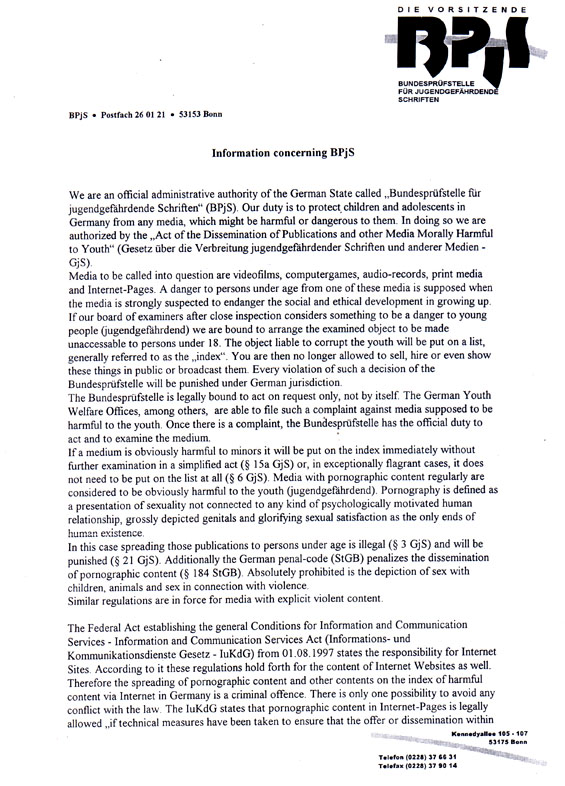 DIE VORSITZENDE
BPjS
BUNDESPRÜFSTELLE
FÜR JUGENDGEFÄHRDENDE
SCHRIFTEN
BPjS • Postfach 26 01 21 • 53153 Bonn
Information concerning BPjS
We are an official administrative authority of the German State called „Bundesprüfstelle für
jugendgefährdende Schriften“ (BPjS). Our duty is to protect children and adolescents in
Germany from any media, which might be harmful or dangerous to them. In doing so we are
authorized by the „Act of the Dissemination of Publications and other Media Morally Harmful
to Youth“ (Gesetz über die Verbreitung jugendgefährdender Schriften und anderer Medien -
GjS).
Media to be called into question are videofilms, computergames, audio-records, print media
and Internet-Pages. A danger to persons under age from one of these media is supposed when
the media is strongly suspected to endanger the social and ethical development in growing up.
If our board of examiners after close inspection considers something to be a danger to young
people (jugendgefährdend) we are bound to arrange the examined object to be made
unaccessable to persons under 18. The object liable to corrupt the youth will be put on a list,
generally referred to as the „index“. You are then no longer allowed to sell, hire or even show
these things in public or broadcast them. Every violation of such a decision of the
Bundesprüfstelle will be punished under German jurisdiction.
The Bundesprüfstelle is legally bound to act on request only, not by itself. The German Youth
Welfare Offices, among others, are able to file such a complaint against media supposed to be
harmful to the youth. Once there is a complaint, the Bundesprüfstelle has the official duty to
act and to examine the medium.
If a medium is obviously harmful to minors it will be put on the index immediately without
further examination in a simplified act (§ 15a GjS) or, in exceptionally flagrant cases, it does
not need to be put on the list at all (§ 6 GjS). Media with pornographic content regularly are
considered to be obviously harmful to the youth (jugendgefährdend). Pornography is defined as
a presentation of sexuality not connected to any kind of psychologically motivated human
relationship, grossly depicted genitals and glorifying sexual satisfaction as the only ends of
human existence.
In this case spreading those publications to persons under age is illegal (§ 3 GjS) and will be
punished (§ 21 GjS). Additionally the German penal-code (StGB) penalizes the dissemination
of pornographic content (§ 184 StGB). Absolutely prohibited is the depiction of sex with
children, animals and sex in connection with violence.
Similar regulations are in force for media with explicit violent content.
The Federal Act establishing the general Conditions for Information and Communication
Services - Information and Communication Services Act (Informations- und
Kommunikationsdienste Gesetz - IuKdG) from 01.08.1997 states the responsibility for Internet
Sites. According to it these regulations hold forth for the content of Internet Websites as well.
Therefore the spreading of pornographic content and other contents on the index of harmful
content via Internet in Germany is a criminal offence. There is only one possibility to avoid any
conflict with the law. The IuKdG states that pornographic content in Internet-Pages is legally
allowed „if technical measures have been taken to ensure that the offer or dissemination within
Kennedyallee 105 - 107
53175 Bonn
Telefon (0228) 37 66 31
Telefax (0228) 37 90 14